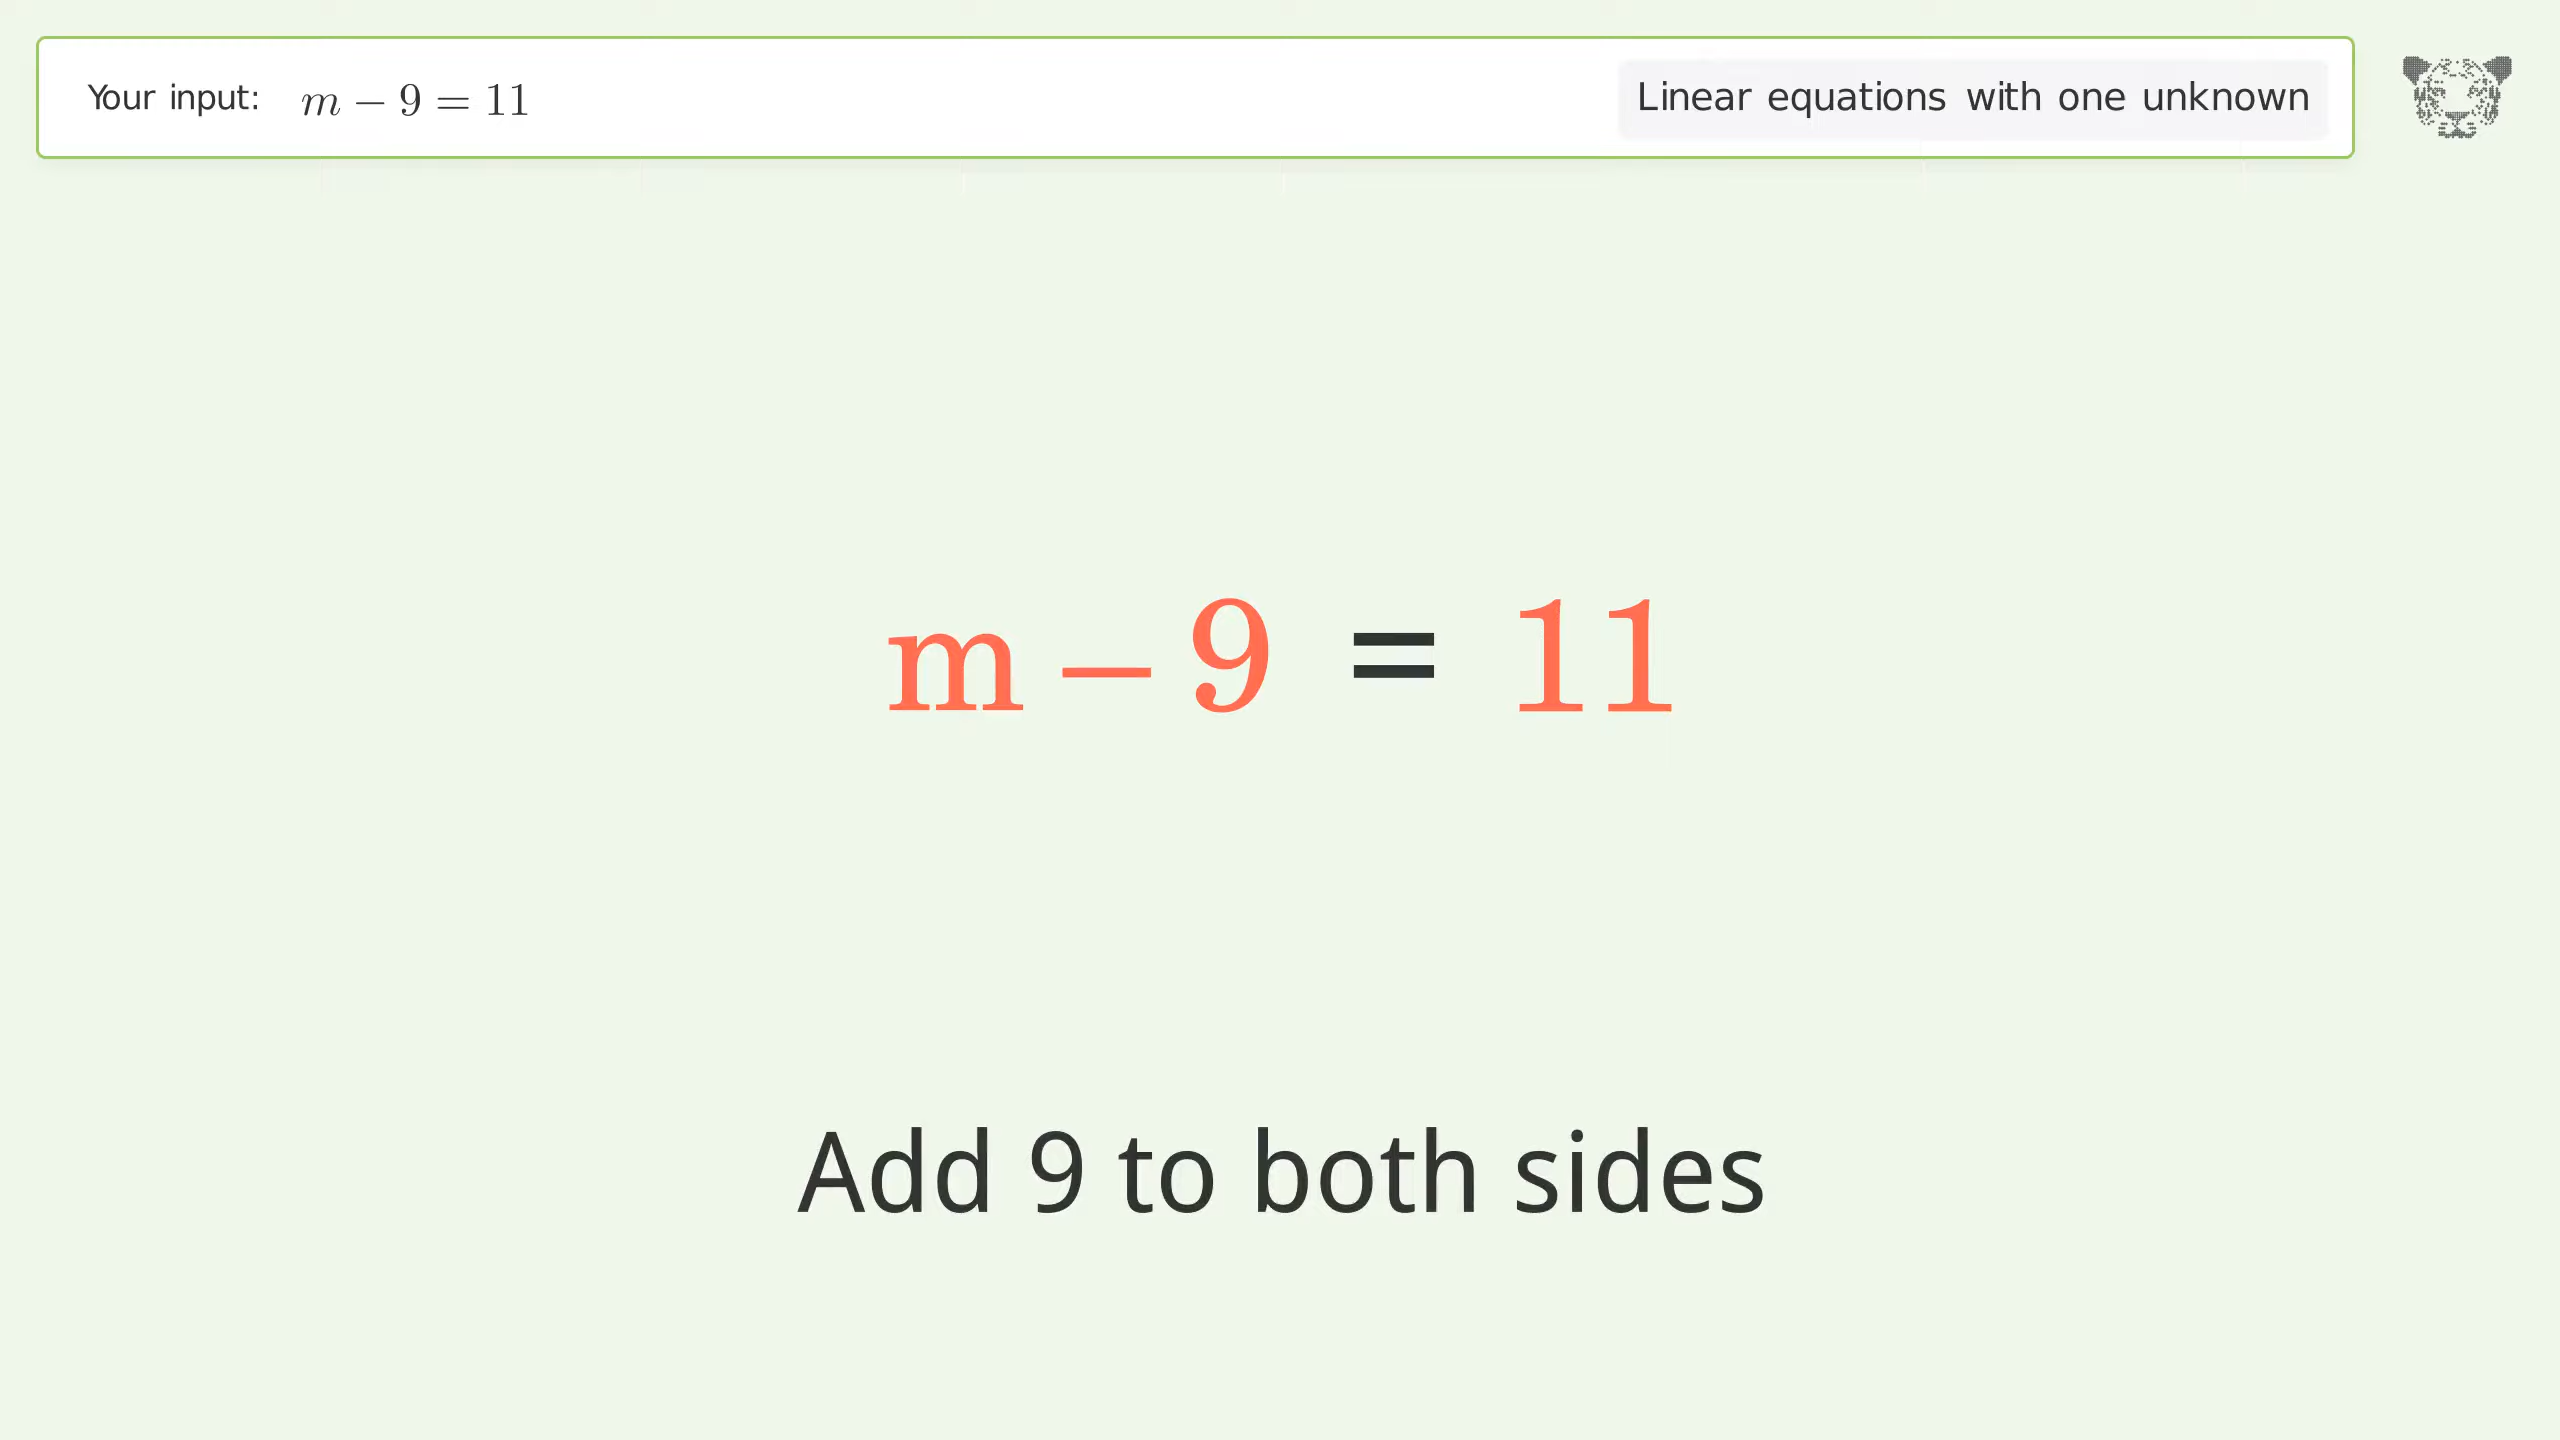 Your input: m − 9 = 11
Linear equations with one unknown
m − 9 = 11
Add 9 to both sides